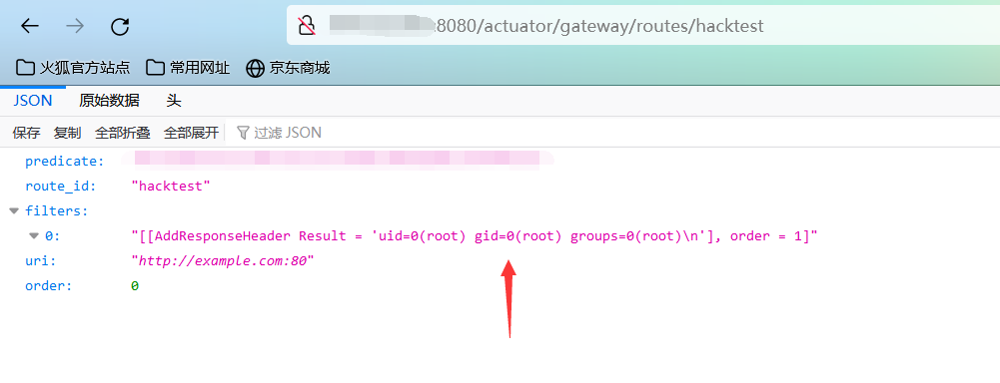 8080/actuator/gateway/routes/hacktest
火狐官方站点 常用网址 京东商城
JSON 原始数据 头
保存 复制 全部折叠 全部展开 过滤 JSON
predicate:
route_id: "hacktest"
filters:
0: "[[AddResponseHeader Result = 'uid=0(root) gid=0(root) groups=0(root)\n'], order = 1]"
uri: "http://example.com:80"
order: 0